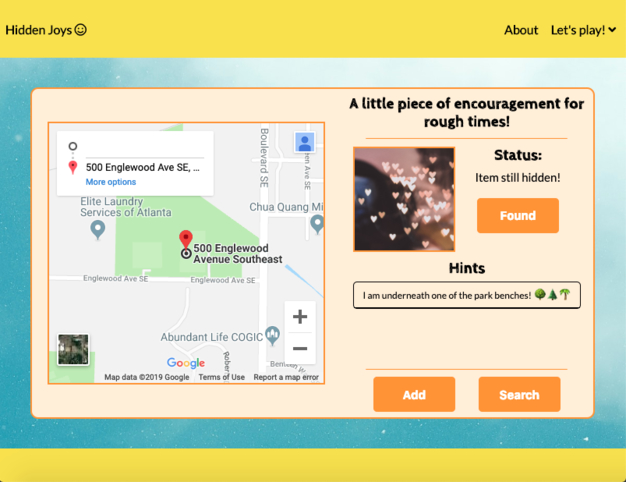 Hidden Joys
About
Let's play!
500 Englewood Ave SE, ...
More options
Boulevard SE
Elite Laundry
Services of Atlanta
Chua Quang Mi
500 Englewood
Avenue Southeast
Englewood Ave SE
Englewood Ave SE
Abundant Life COGIC
Google
Map data ©2019 Google
Terms of Use
Report a map error
A little piece of encouragement for
rough times!
Status:
Item still hidden!
Found
Hints
I am underneath one of the park benches! 🌳🌲🌴
Add
Search